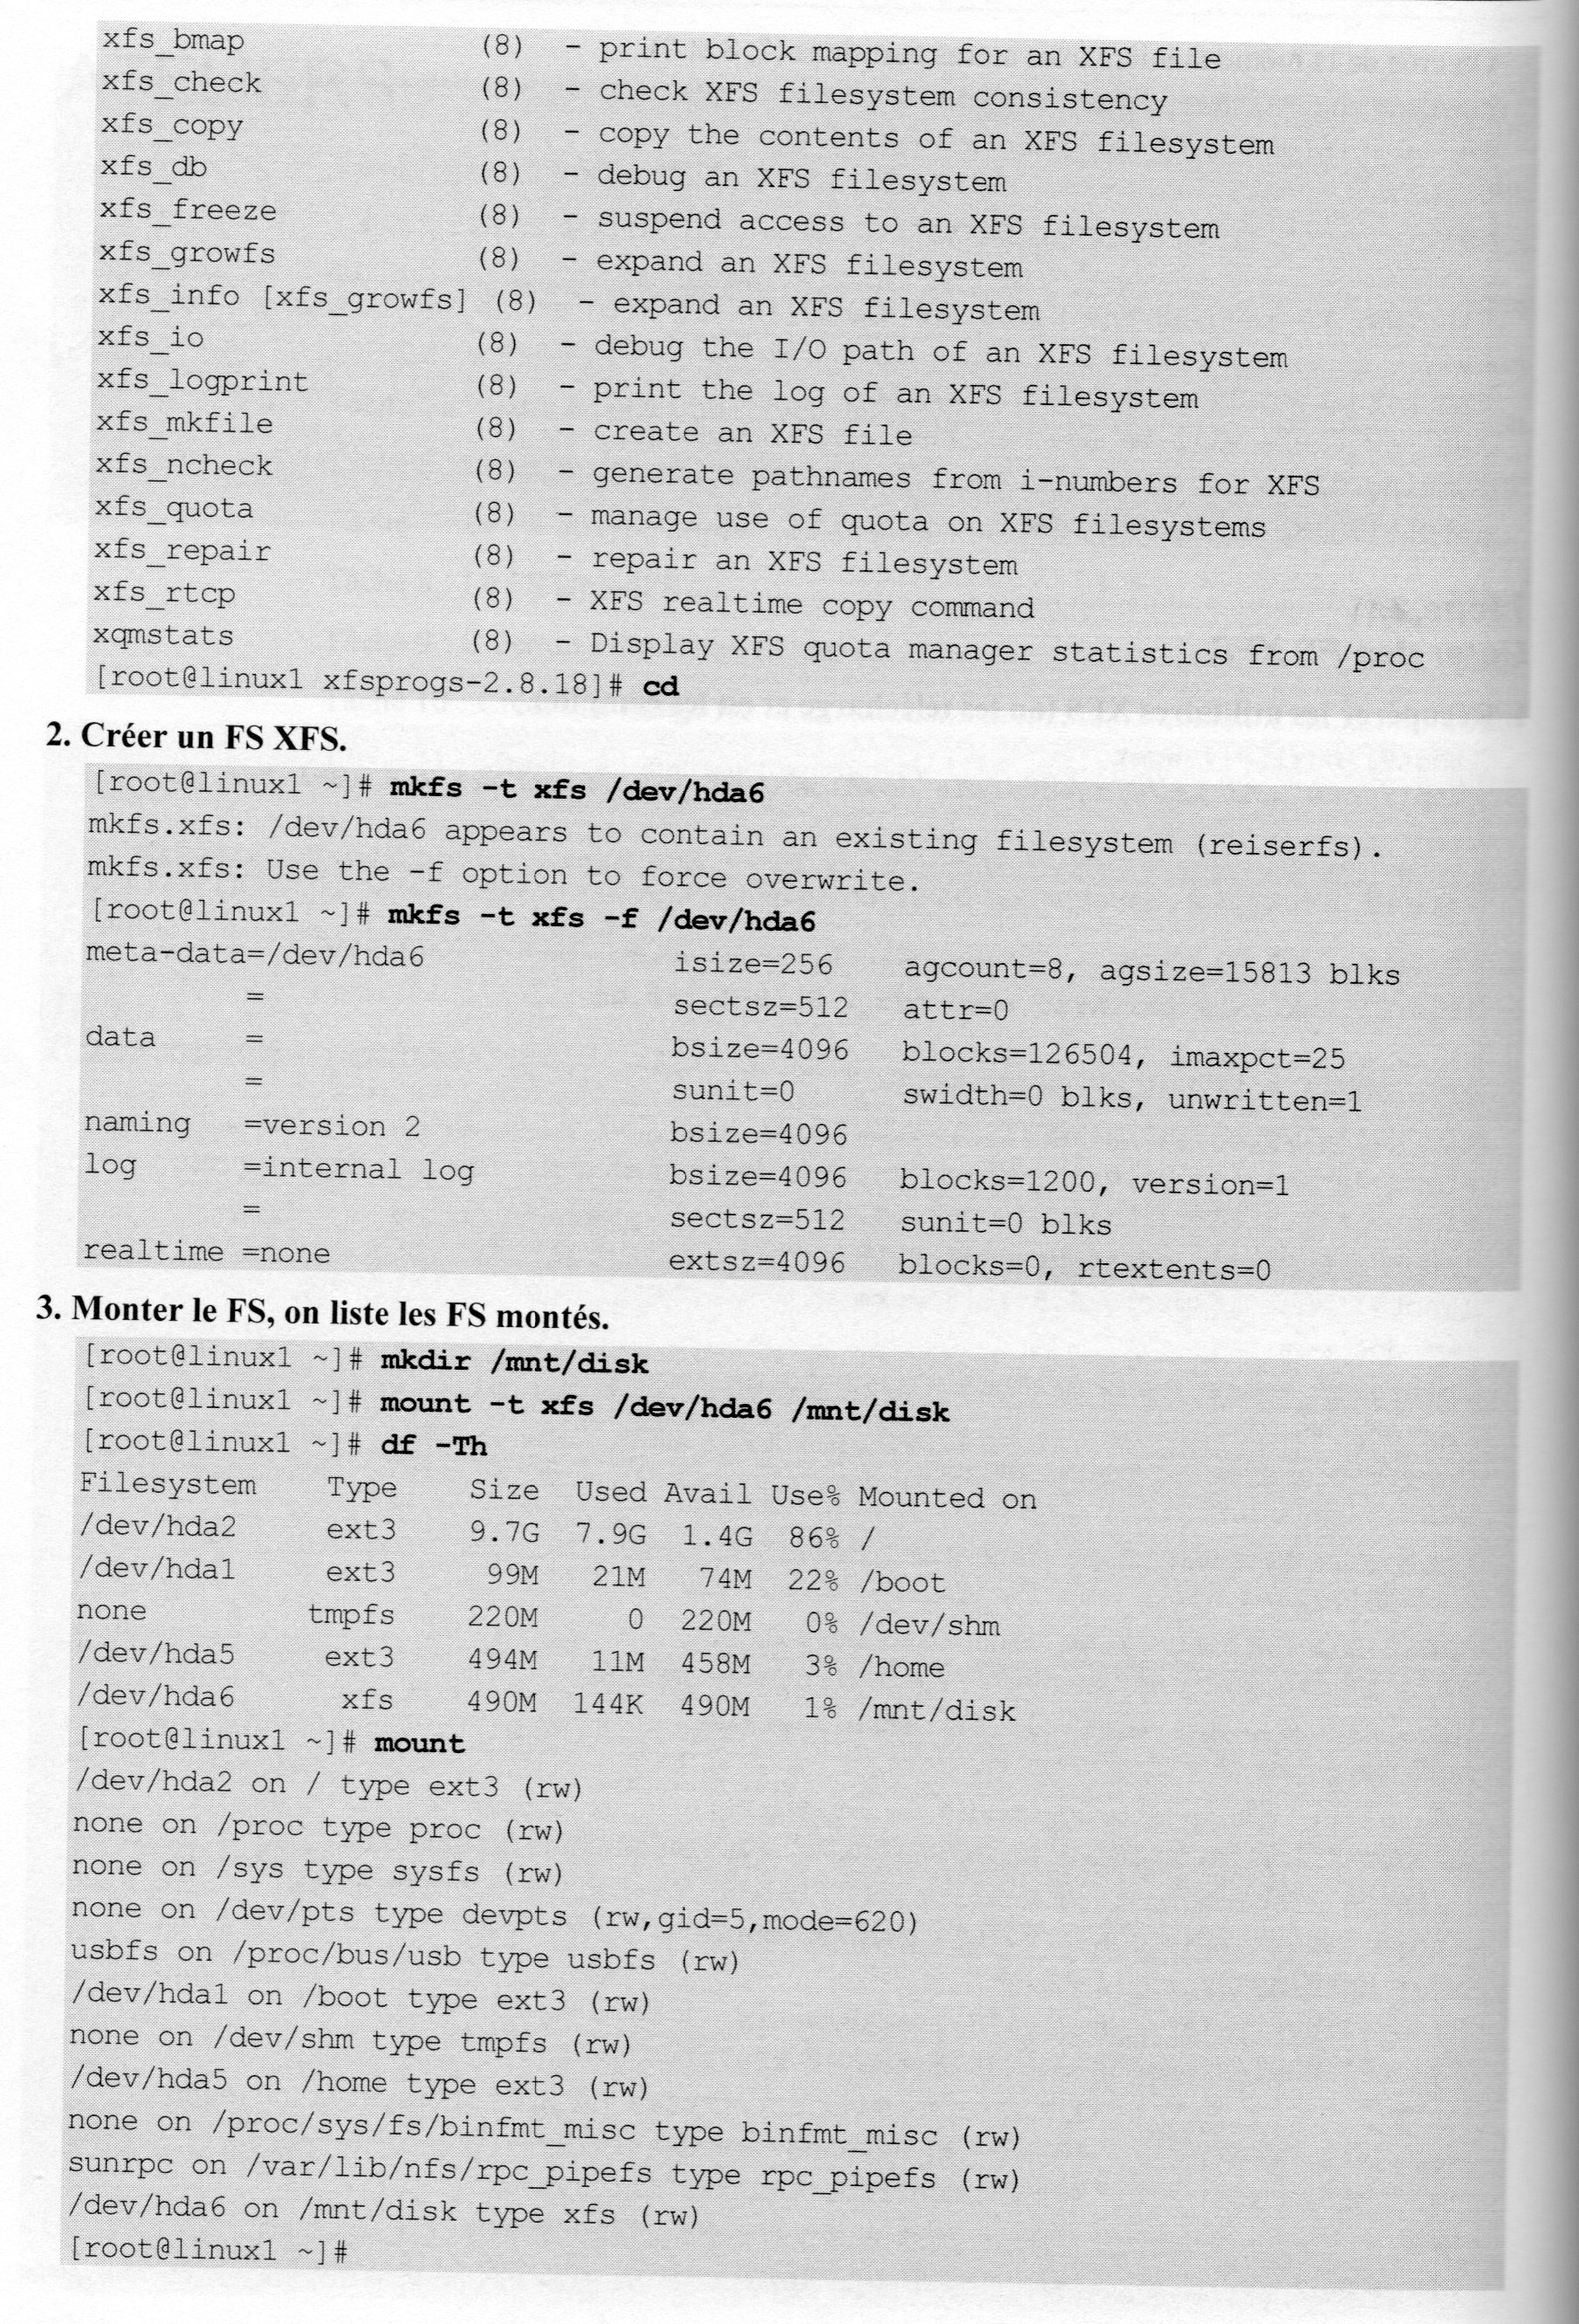 xfs_bmap (8) - print block mapping for an XFS file
xfs_check (8) - check XFS filesystem consistency
xfs_copy (8) - copy the contents of an XFS filesystem
xfs_db (8) - debug an XFS filesystem
xfs_freeze (8) - suspend access to an XFS filesystem
xfs_growfs (8) - expand an XFS filesystem
xfs_info [xfs_growfs] (8) - expand an XFS filesystem
xfs_io (8) - debug the I/O path of an XFS filesystem
xfs_logprint (8) - print the log of an XFS filesystem
xfs_mkfile (8) - create an XFS file
xfs_ncheck (8) - generate pathnames from i-numbers for XFS
xfs_quota (8) - manage use of quota on XFS filesystems
xfs_repair (8) - repair an XFS filesystem
xfs_rtcp (8) - XFS realtime copy command
xqmstats (8) - Display XFS quota manager statistics from /proc
[root@linux1 xfsprogs-2.8.18]# cd
2. Créer un FS XFS.
[root@linux1 ~]# mkfs -t xfs /dev/hda6
mkfs.xfs: /dev/hda6 appears to contain an existing filesystem (reiserfs).
mkfs.xfs: Use the -f option to force overwrite.
[root@linux1 ~]# mkfs -t xfs -f /dev/hda6
meta-data=/dev/hda6 isize=256 agcount=8, agsize=15813 blks
= sectsz=512 attr=0
data = bsize=4096 blocks=126504, imaxpct=25
= sunit=0 swidth=0 blks, unwritten=1
naming =version 2 bsize=4096
log =internal log bsize=4096 blocks=1200, version=1
= sectsz=512 sunit=0 blks
realtime =none extsz=4096 blocks=0, rtextents=0
3. Monter le FS, on liste les FS montés.
[root@linux1 ~]# mkdir /mnt/disk
[root@linux1 ~]# mount -t xfs /dev/hda6 /mnt/disk
[root@linux1 ~]# df -Th
Filesystem Type Size Used Avail Use% Mounted on
/dev/hda2 ext3 9.7G 7.9G 1.4G 86% /
/dev/hda1 ext3 99M 21M 74M 22% /boot
none tmpfs 220M 0 220M 0% /dev/shm
/dev/hda5 ext3 494M 11M 458M 3% /home
/dev/hda6 xfs 490M 144K 490M 1% /mnt/disk
[root@linux1 ~]# mount
/dev/hda2 on / type ext3 (rw)
none on /proc type proc (rw)
none on /sys type sysfs (rw)
none on /dev/pts type devpts (rw,gid=5,mode=620)
usbfs on /proc/bus/usb type usbfs (rw)
/dev/hda1 on /boot type ext3 (rw)
none on /dev/shm type tmpfs (rw)
/dev/hda5 on /home type ext3 (rw)
none on /proc/sys/fs/binfmt_misc type binfmt_misc (rw)
sunrpc on /var/lib/nfs/rpc_pipefs type rpc_pipefs (rw)
/dev/hda6 on /mnt/disk type xfs (rw)
[root@linux1 ~]#